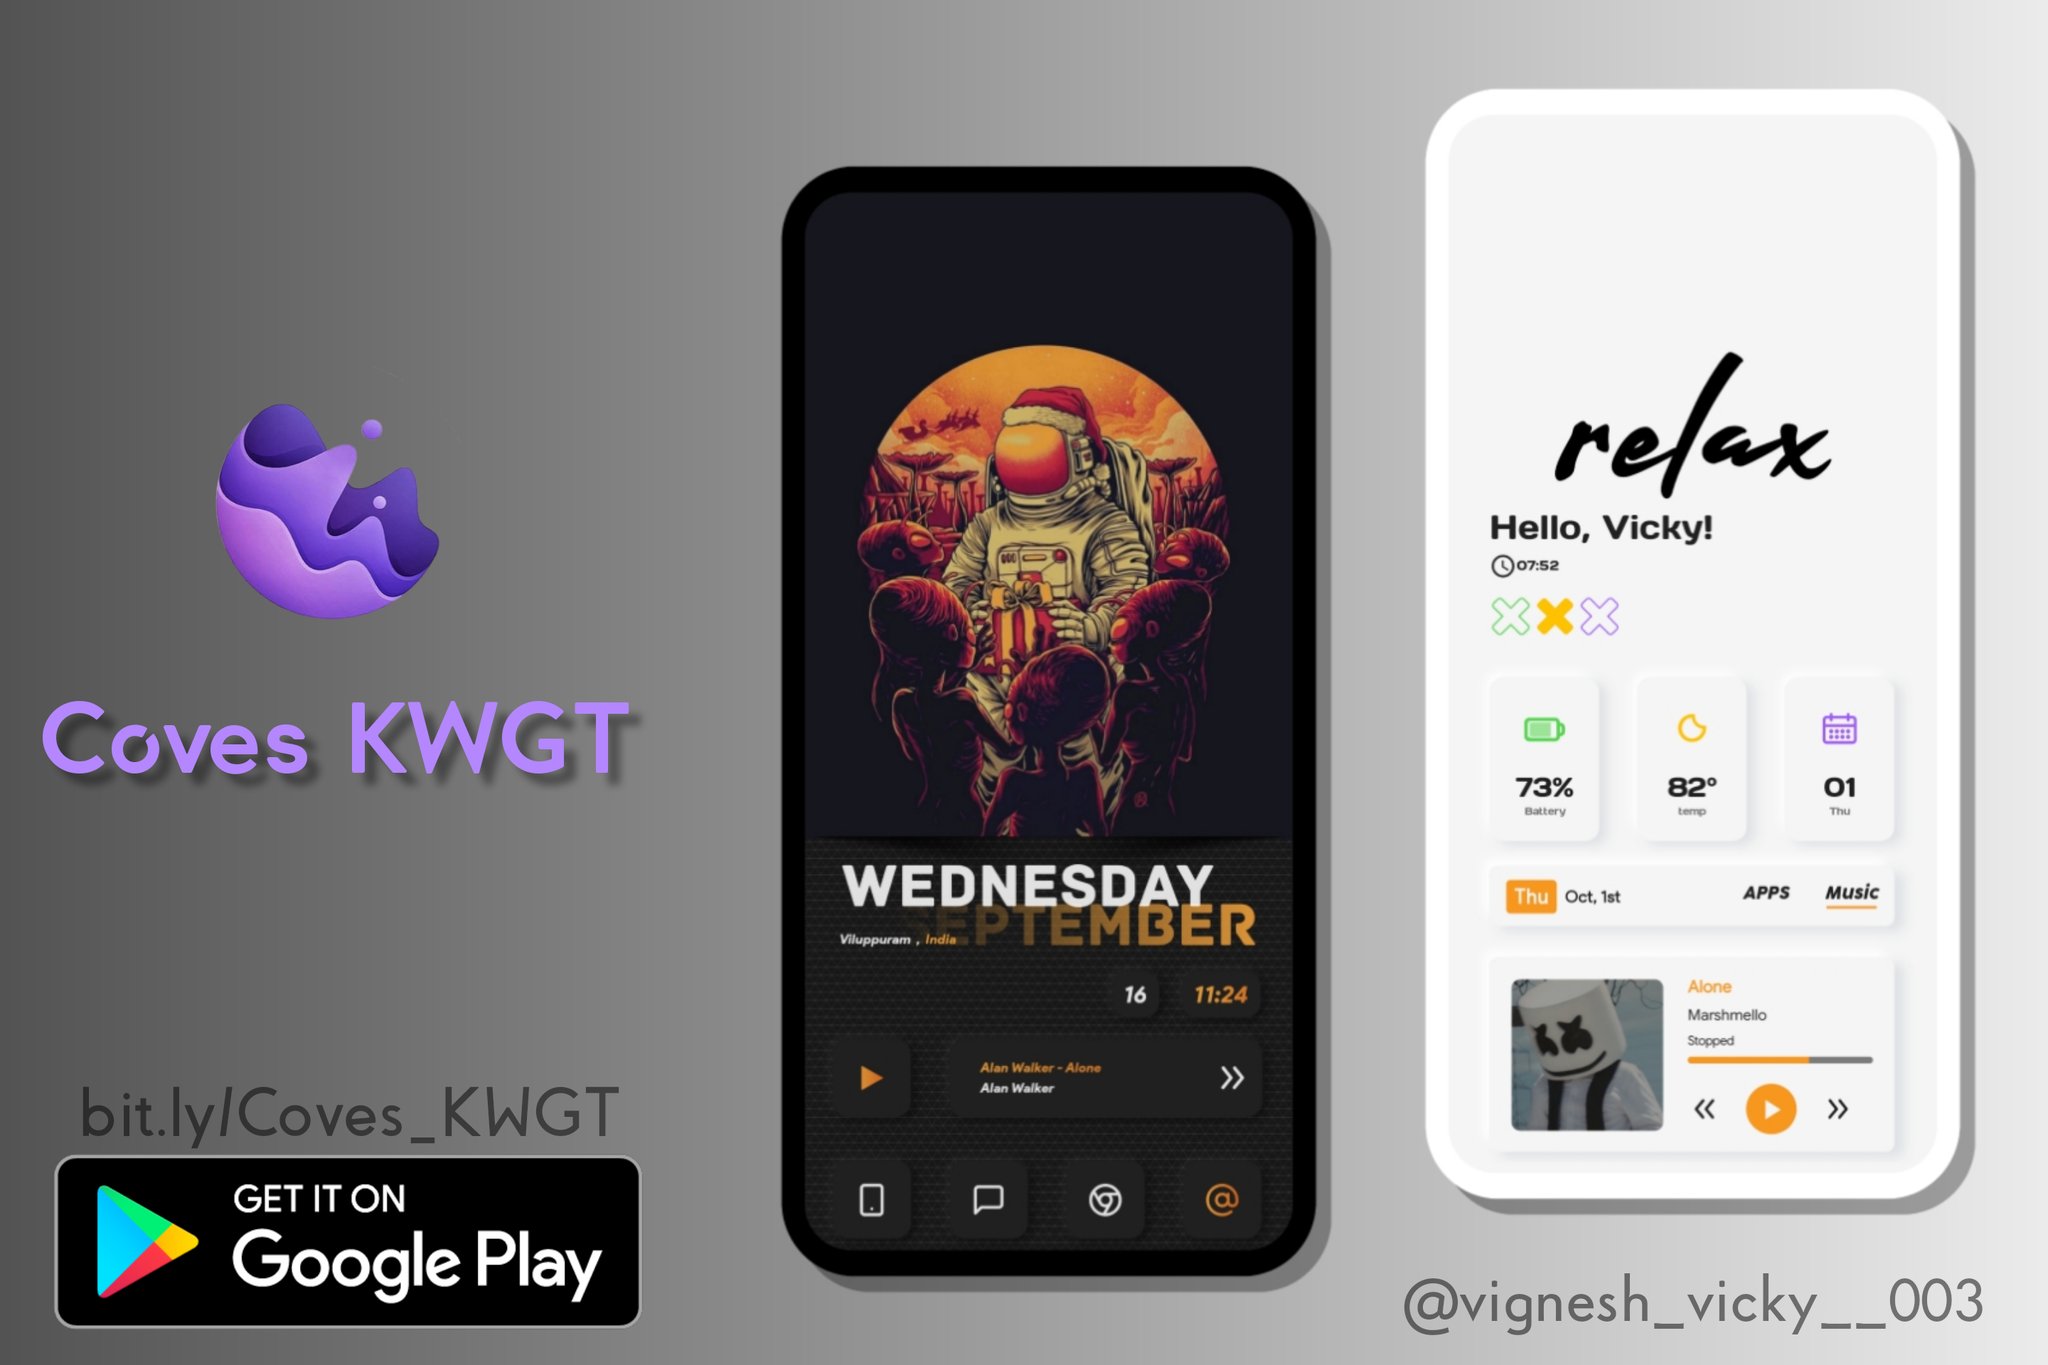 Coves KWGT
bit.ly/Coves_KWGT
GET IT ON
Google Play
WEDNESDAY
SEPTEMBER
Viluppuram , India
16
11:24
Alan Walker - Alone
Alan Walker
relax
Hello, Vicky!
07:52
73%
Battery
82°
temp
01
Thu
Thu Oct, 1st APPS Music
Alone
Marshmello
Stopped
@vignesh_vicky__003